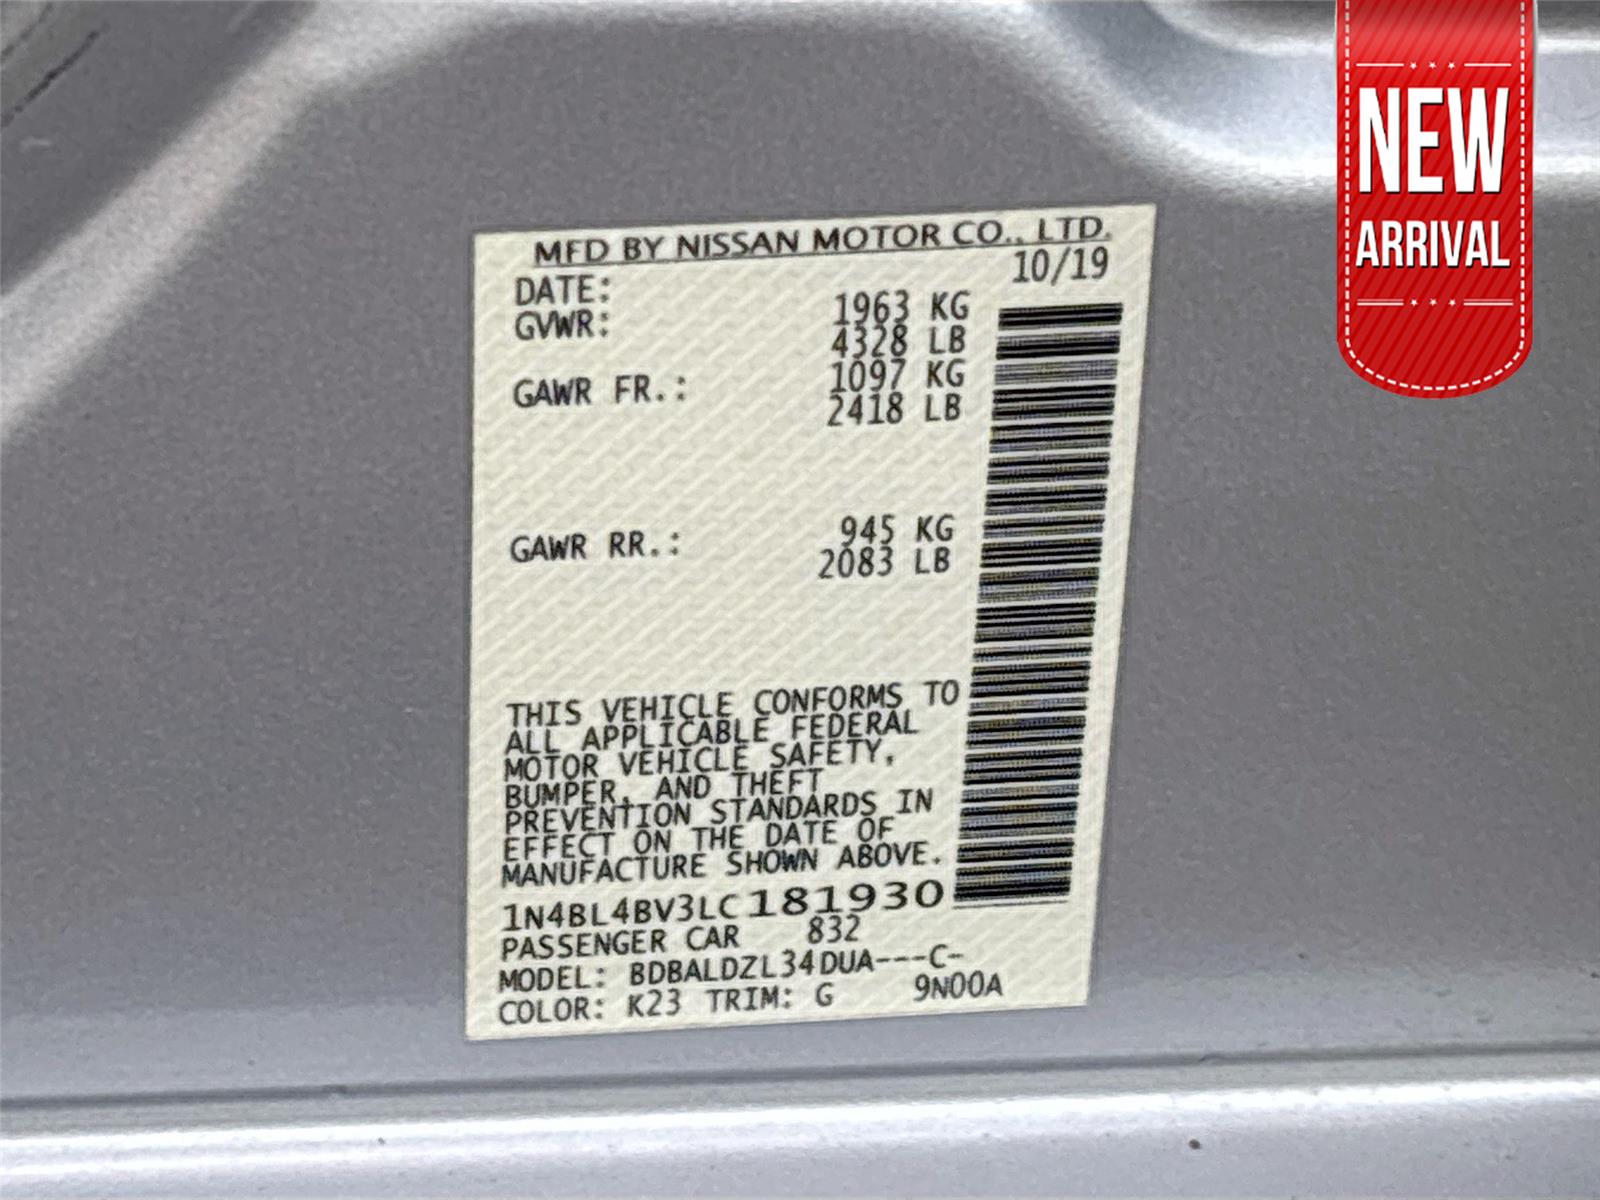 NEW
ARRIVAL
MFD BY NISSAN MOTOR CO., LTD.
DATE: 10/19
GVWR: 1963 KG
4328 LB
GAWR FR.: 1097 KG
2418 LB
GAWR RR.: 945 KG
2083 LB
THIS VEHICLE CONFORMS TO
ALL APPLICABLE FEDERAL
MOTOR VEHICLE SAFETY,
BUMPER, AND THEFT
PREVENTION STANDARDS IN
EFFECT ON THE DATE OF
MANUFACTURE SHOWN ABOVE.
1N4BL4BV3LC181930
PASSENGER CAR 832
MODEL: BDBALDZL34DUA---C-
COLOR: K23 TRIM: G 9N00A